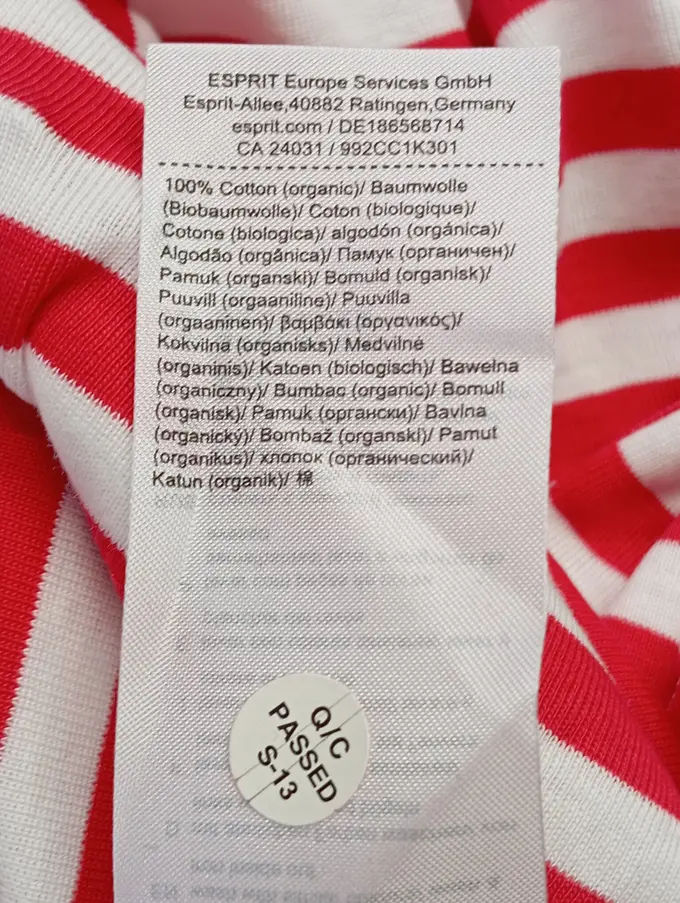 ESPRIT Europe Services GmbH
Esprit-Allee,40882 Ratingen,Germany
esprit.com / DE186568714
CA 24031 / 992CC1K301
100% Cotton (organic)/ Baumwolle
(Biobaumwolle)/ Coton (biologique)/
Cotone (biologica)/ algodón (orgánica)/
Algodão (orgânica)/ Памук (органичен)/
Pamuk (organski)/ Bomuld (organisk)/
Puuvill (orgaaniline)/ Puuvilla
(orgaaninen)/ βαμβάκι (οργανικός)/
Kokvilna (organisks)/ Medvilnė
(organinis)/ Katoen (biologisch)/ Bawełna
(organiczny)/ Bumbac (organic)/ Bomull
(organisk)/ Pamuk (органски)/ Bavlna
(organický)/ Bombaž (organski)/ Pamut
(organikus)/ хлопок (органический)/
Katun (organik)/ 棉
Q/C
PASSED
S-13